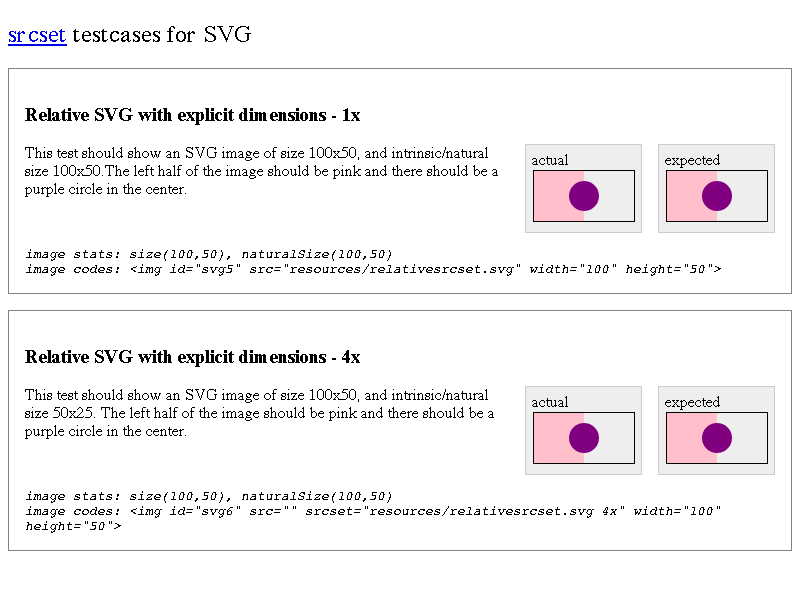 srcset testcases for SVG
Relative SVG with explicit dimensions - 1x
This test should show an SVG image of size 100x50, and intrinsic/natural
size 100x50.The left half of the image should be pink and there should be a
purple circle in the center.
actual
expected
image stats: size(100,50), naturalSize(100,50)
image codes: <img id="svg5" src="resources/relativesrcset.svg" width="100" height="50">
Relative SVG with explicit dimensions - 4x
This test should show an SVG image of size 100x50, and intrinsic/natural
size 50x25. The left half of the image should be pink and there should be a
purple circle in the center.
actual
expected
image stats: size(100,50), naturalSize(100,50)
image codes: <img id="svg6" src="" srcset="resources/relativesrcset.svg 4x" width="100"
height="50">